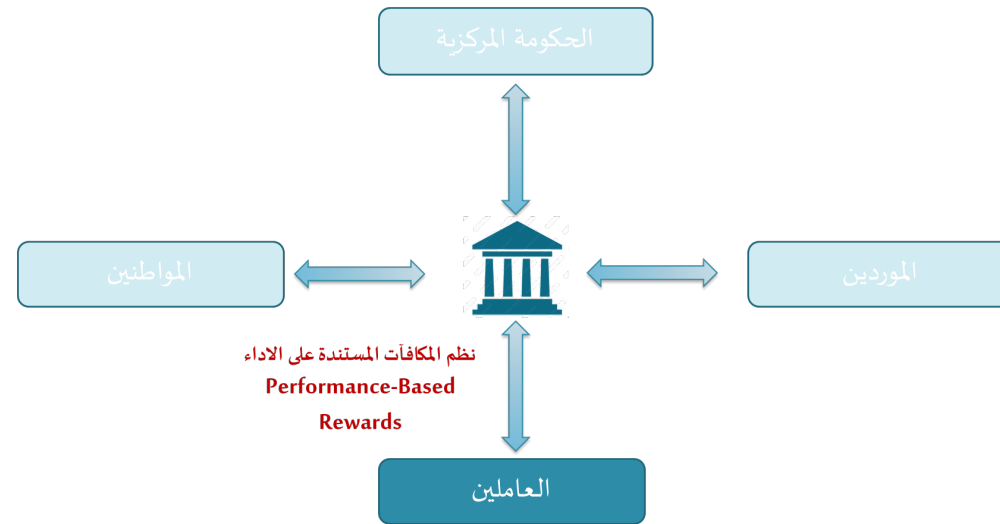 الحكومة المركزية
المواطنين
الموردين
نظم المكافآت المستندة على الاداء
Performance-Based
Rewards
العاملين